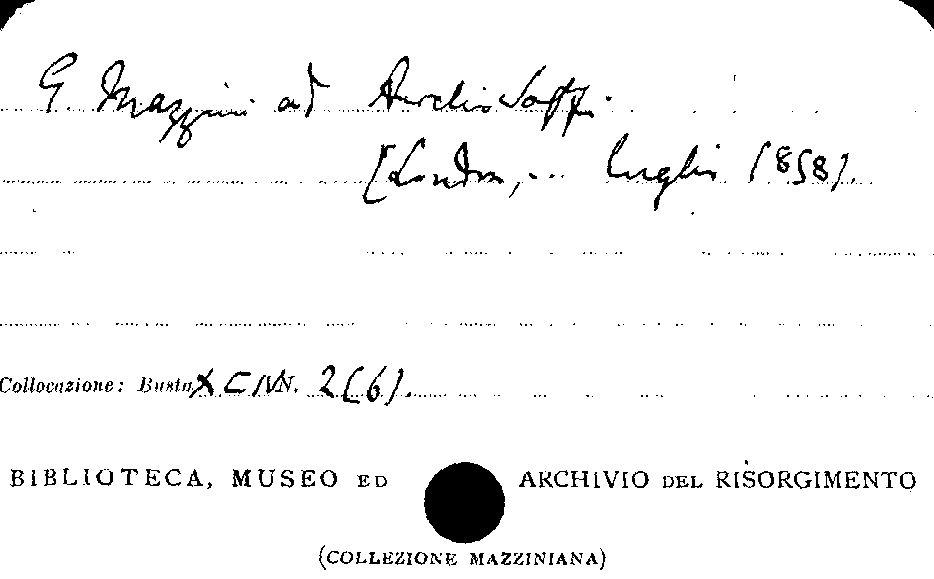 G. Mazzini ad Aurelio Saffi.
[Londra, ... luglio 1858].
Collocazione: Busta XCIV N. 2(6).
BIBLIOTECA, MUSEO ED ARCHIVIO DEL RISORGIMENTO
(COLLEZIONE MAZZINIANA)